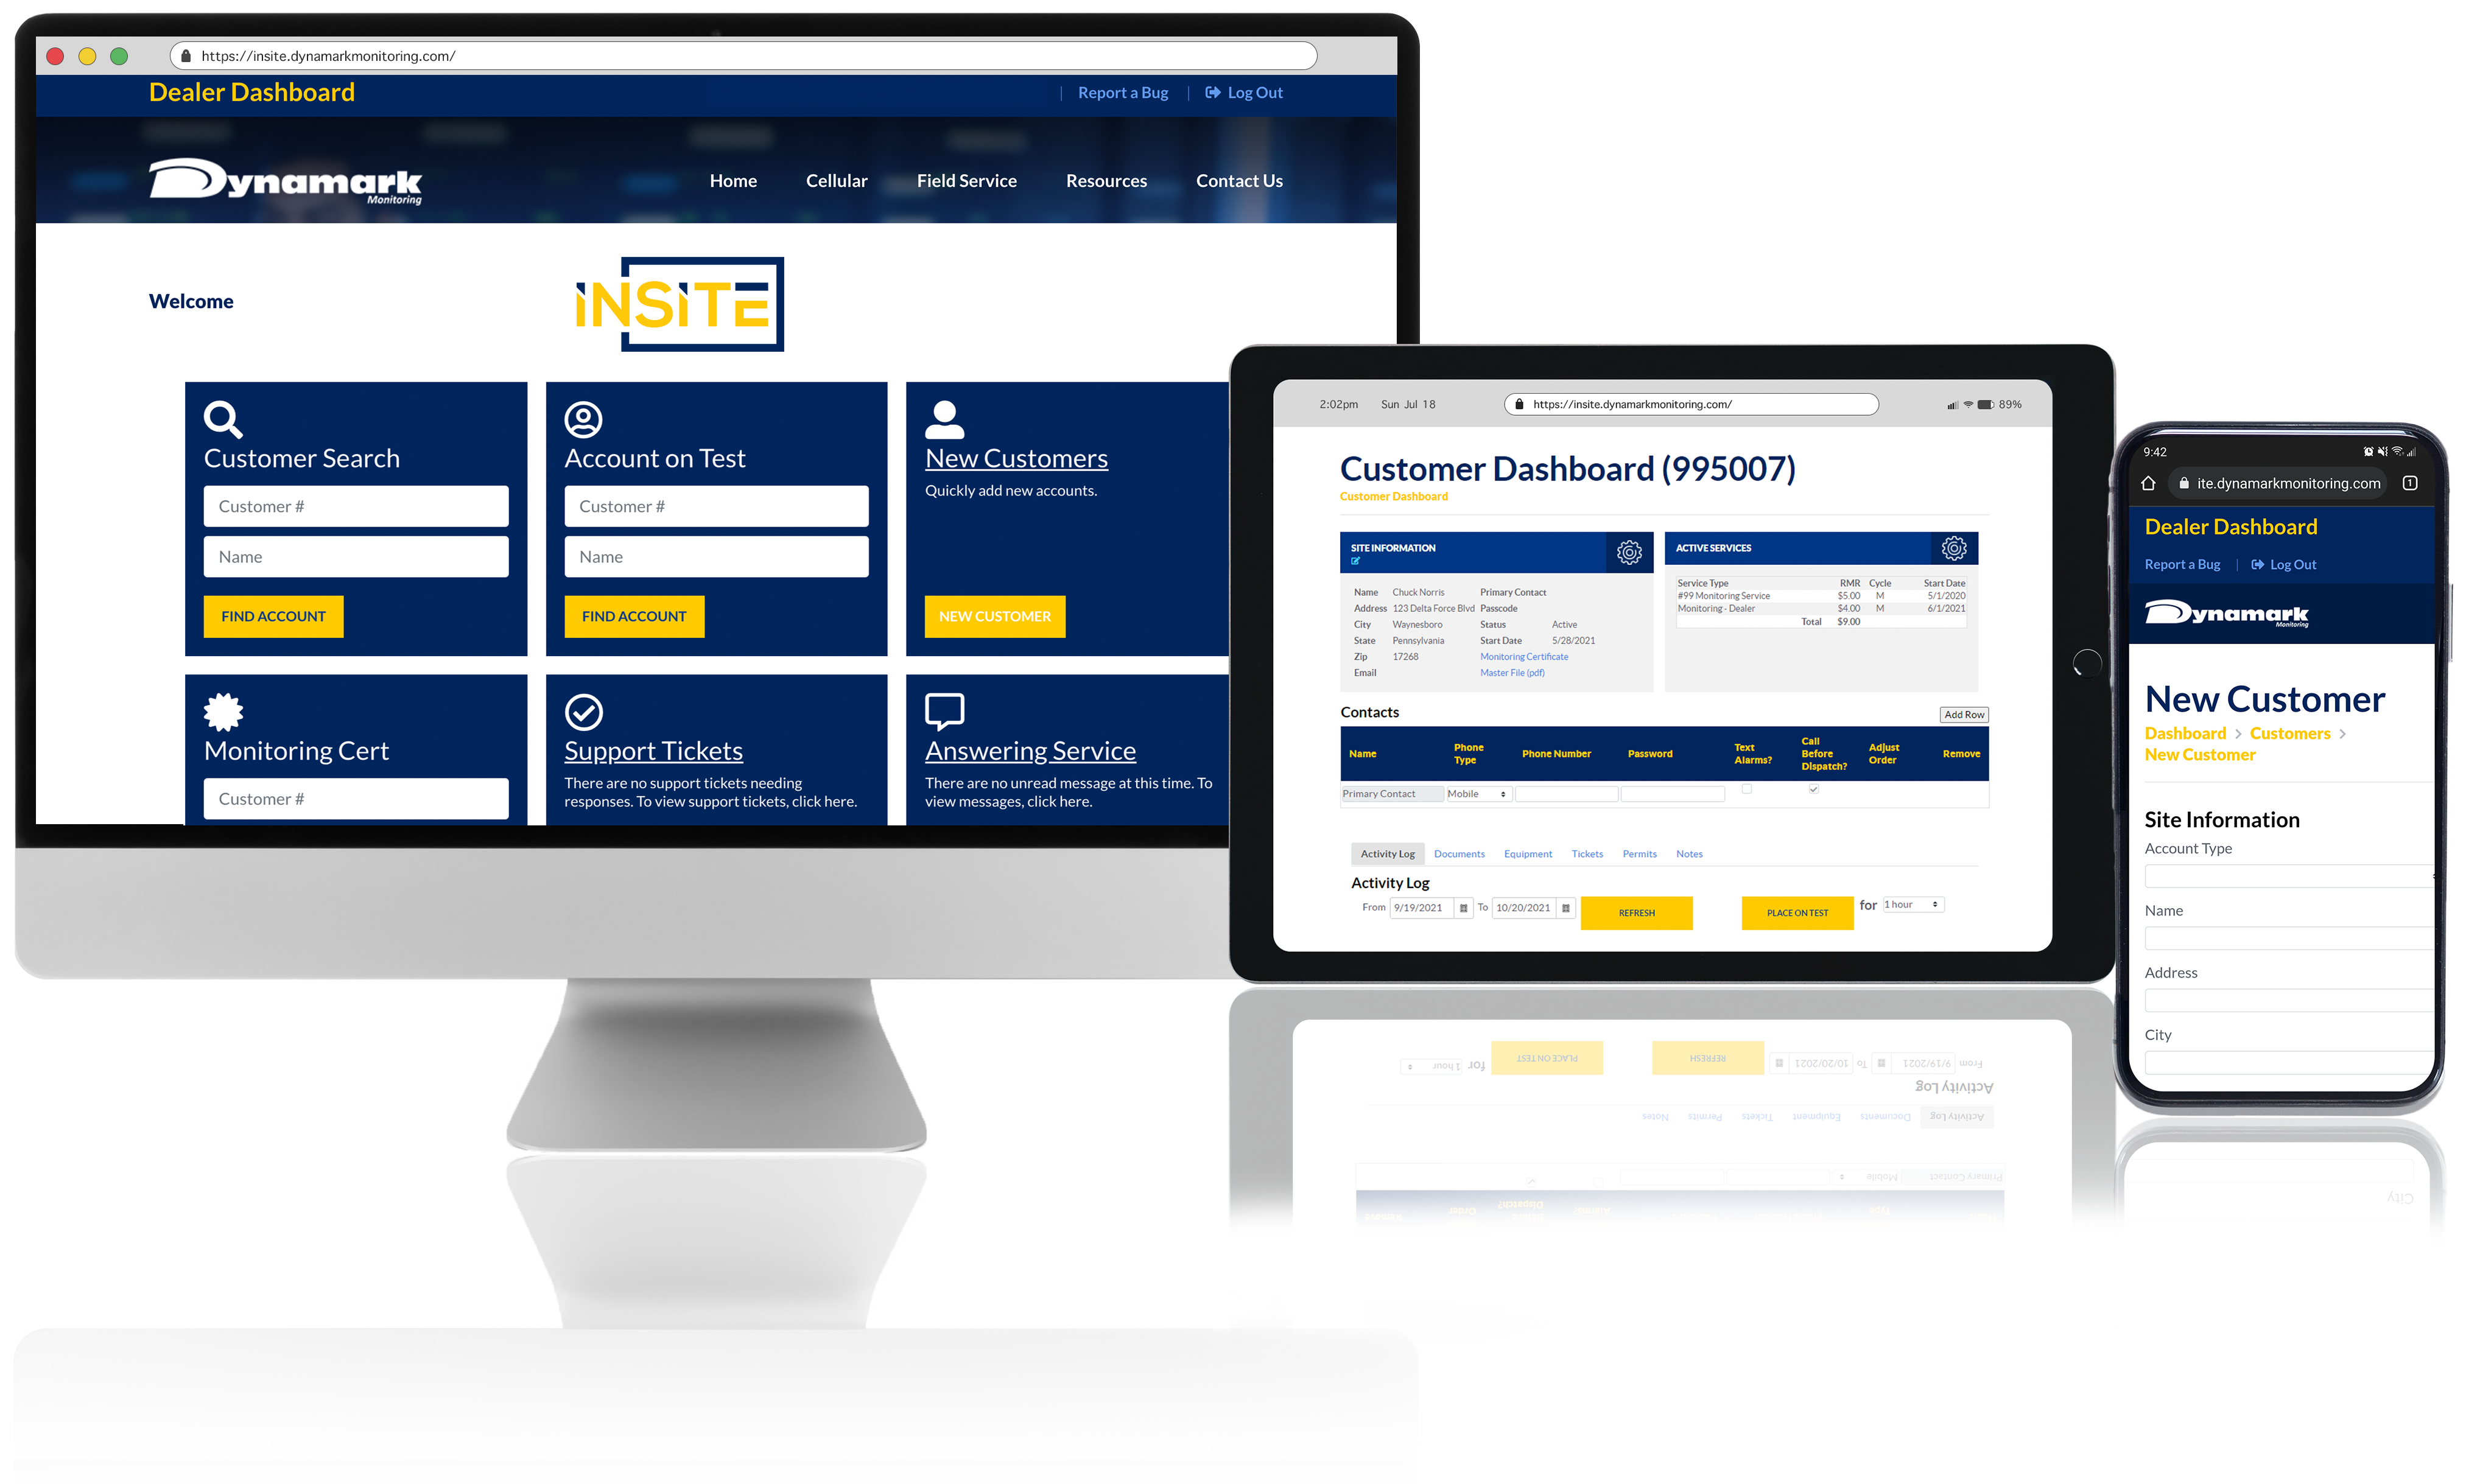 https://insite.dynamarkmonitoring.com/
Dealer Dashboard
Report a Bug | Log Out
Dynamark
Monitoring
Home Cellular Field Service Resources Contact Us
Welcome
INSITE
Customer Search
Customer #
Name
FIND ACCOUNT
Account on Test
Customer #
Name
FIND ACCOUNT
New Customers
Quickly add new accounts.
NEW CUSTOMER
Monitoring Cert
Customer #
Support Tickets
There are no support tickets needing
responses. To view support tickets, click here.
Answering Service
There are no unread message at this time. To
view messages, click here.
2:02pm Sun Jul 18 https://insite.dynamarkmonitoring.com/ 89%
Customer Dashboard (995007)
Customer Dashboard
SITE INFORMATION
Name Chuck Norris Primary Contact
Address 123 Delta Force Blvd Passcode
City Waynesboro Status Active
State Pennsylvania Start Date 5/28/2021
Zip 17268 Monitoring Certificate
Email Master File (pdf)
ACTIVE SERVICES
Service Type RMR Cycle Start Date
#99 Monitoring Service $5.00 M 5/1/2020
Monitoring - Dealer $4.00 M 6/1/2021
Total $9.00
Contacts Add Row
Name Phone Type Phone Number Password Text Alarms? Call Before Dispatch? Adjust Order Remove
Primary Contact Mobile
Activity Log Documents Equipment Tickets Permits Notes
Activity Log
From 9/19/2021 To 10/20/2021 REFRESH PLACE ON TEST for 1 hour
9:42
ite.dynamarkmonitoring.com 1
Dealer Dashboard
Report a Bug | Log Out
Dynamark
Monitoring
New Customer
Dashboard > Customers >
New Customer
Site Information
Account Type
Name
Address
City